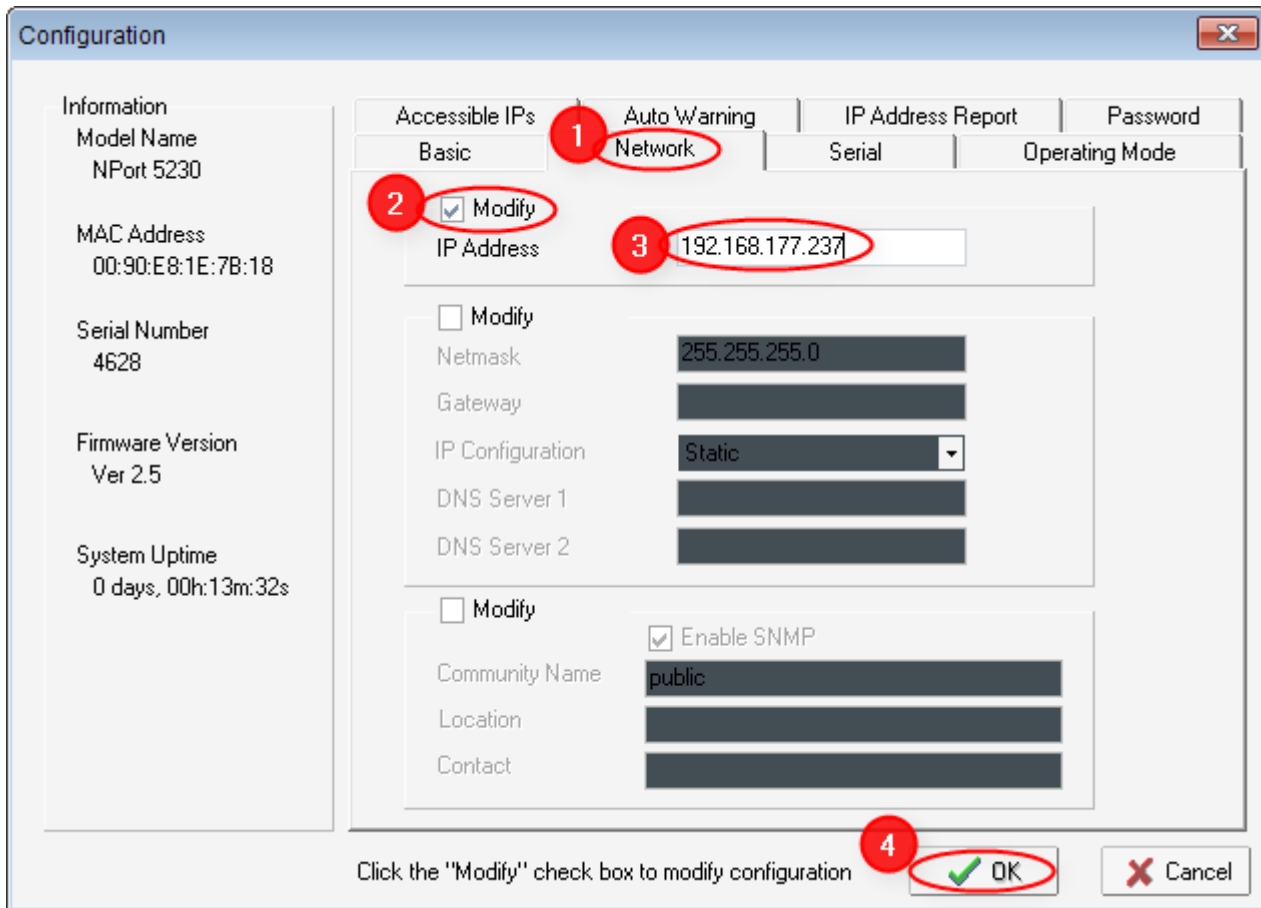 Configuration
Information
Model Name
NPort 5230
MAC Address
00:90:E8:1E:7B:18
Serial Number
4628
Firmware Version
Ver 2.5
System Uptime
0 days, 00h:13m:32s
Accessible IPs
Auto Warning
IP Address Report
Password
Basic
1
Network
Serial
Operating Mode
2
Modify
IP Address
3
192.168.177.237
Modify
Netmask
255.255.255.0
Gateway
IP Configuration
Static
DNS Server 1
DNS Server 2
Modify
Enable SNMP
Community Name
public
Location
Contact
Click the "Modify" check box to modify configuration
4
OK
Cancel